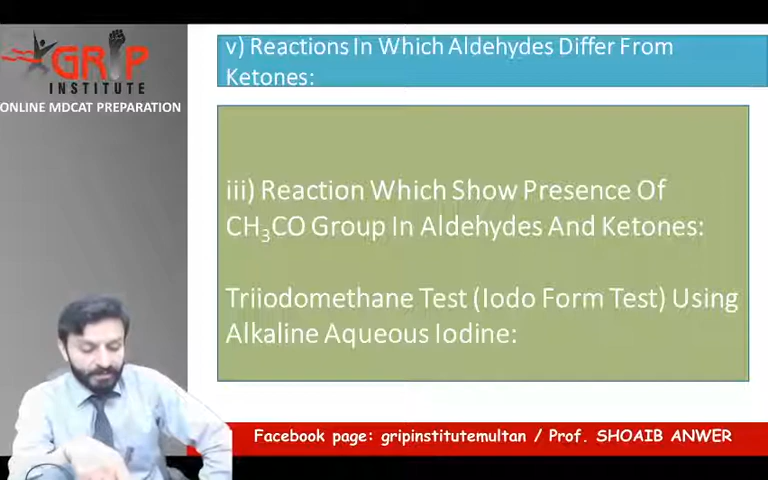 GRIP
INSTITUTE
ONLINE MDCAT PREPARATION
v) Reactions In Which Aldehydes Differ From
Ketones:
iii) Reaction Which Show Presence Of
CH₃CO Group In Aldehydes And Ketones:
Triiodomethane Test (Iodo Form Test) Using
Alkaline Aqueous Iodine:
Facebook page: gripinstitutemultan / Prof. SHOAIB ANWER